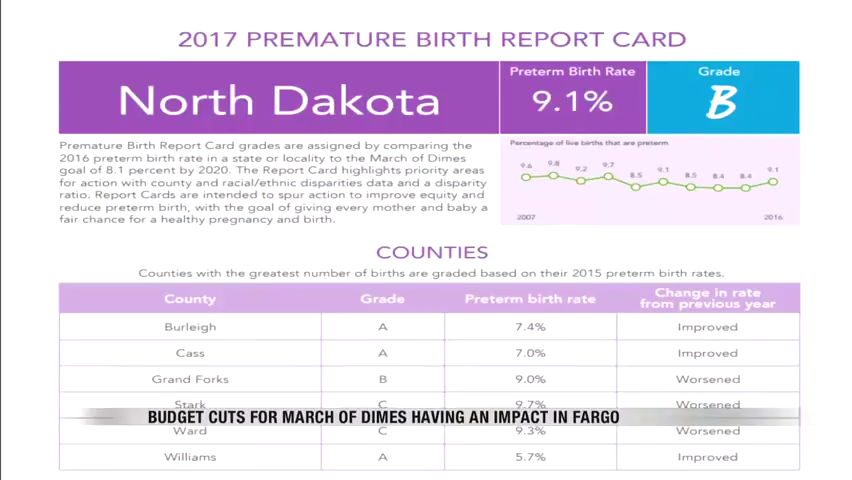 2017 PREMATURE BIRTH REPORT CARD
North Dakota
Preterm Birth Rate
9.1%
Grade
B
Premature Birth Report Card grades are assigned by comparing the
2016 preterm birth rate in a state or locality to the March of Dimes
goal of 8.1 percent by 2020. The Report Card highlights priority areas
for action with county and racial/ethnic disparities data and a disparity
ratio. Report Cards are intended to spur action to improve equity and
reduce preterm birth, with the goal of giving every mother and baby a
fair chance for a healthy pregnancy and birth.
Percentage of live births that are preterm
9.6 9.8 9.2 9.7 8.5 9.1 8.5 8.4 8.4 9.1
2007 2016
COUNTIES
Counties with the greatest number of births are graded based on their 2015 preterm birth rates.
County Grade Preterm birth rate Change in rate from previous year
Burleigh A 7.4% Improved
Cass A 7.0% Improved
Grand Forks B 9.0% Worsened
Stark C 9.7% Worsened
BUDGET CUTS FOR MARCH OF DIMES HAVING AN IMPACT IN FARGO
Ward C 9.3% Worsened
Williams A 5.7% Improved